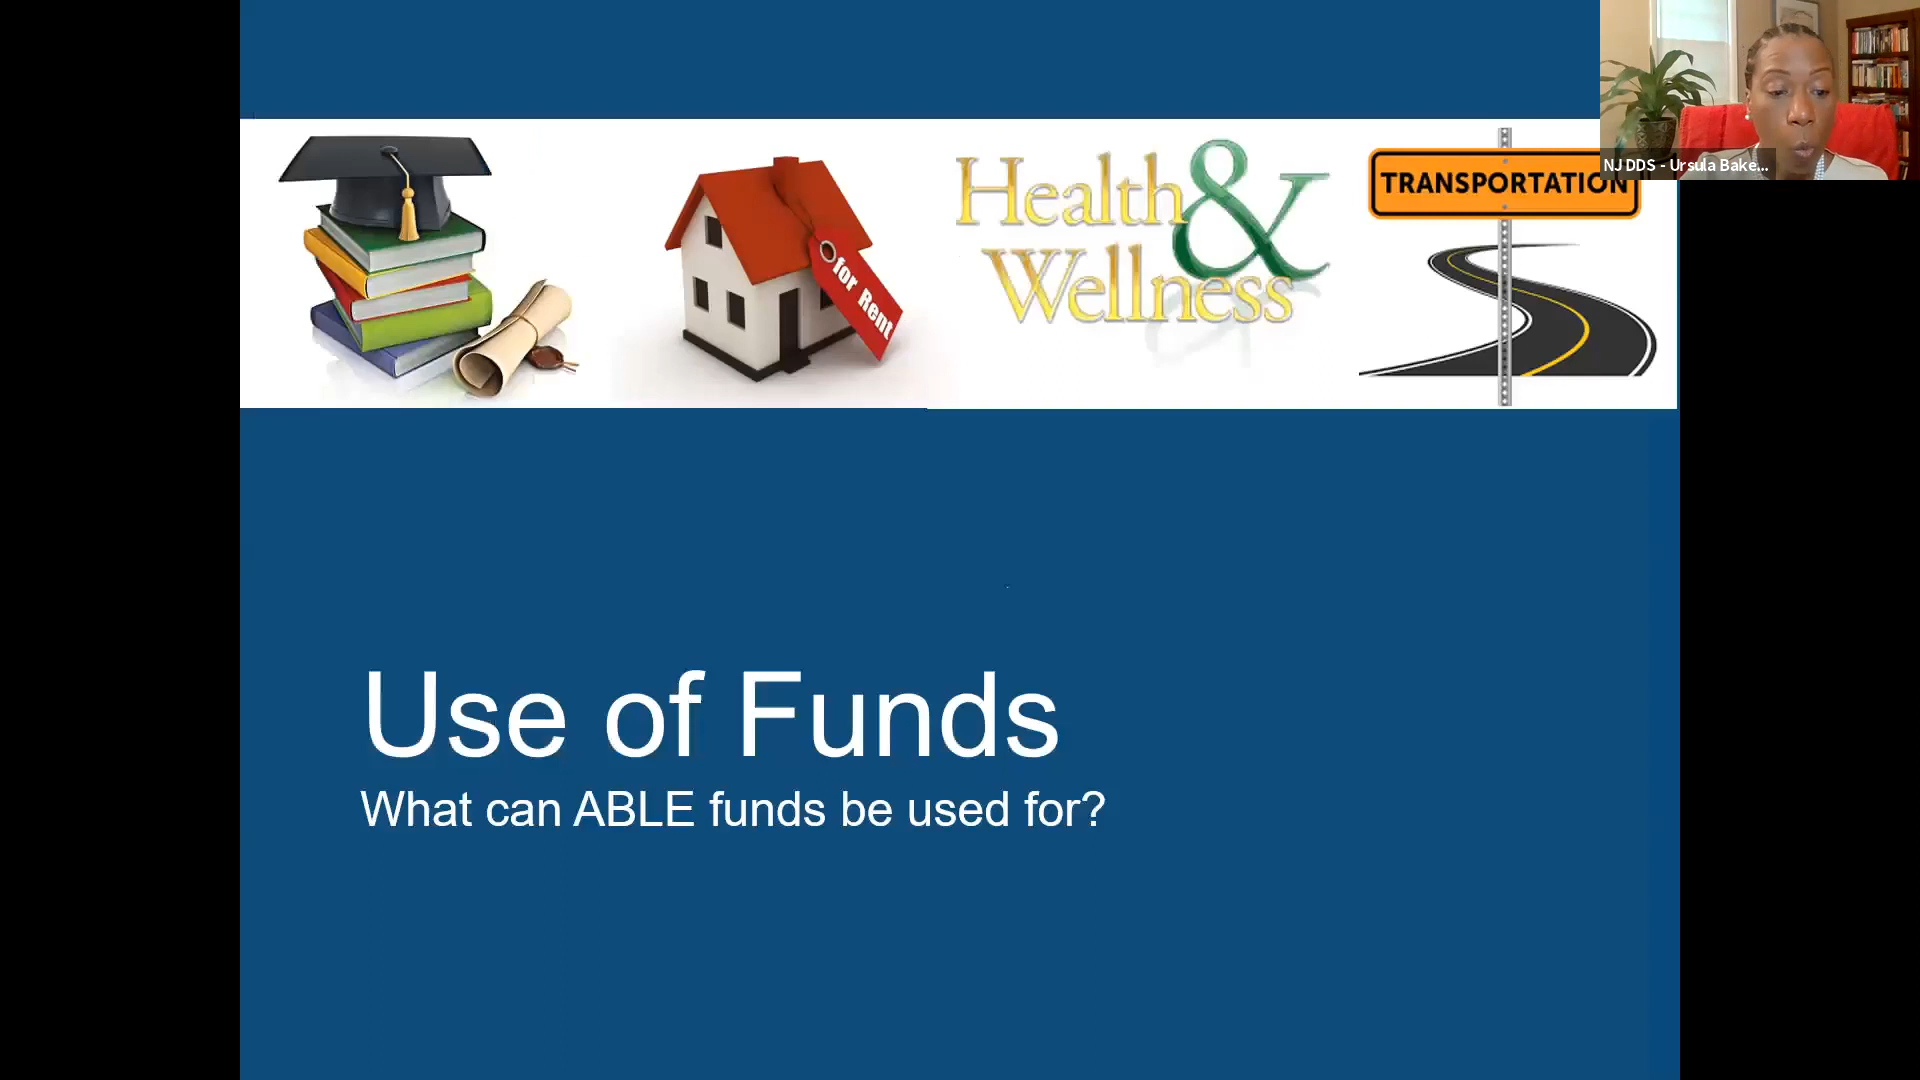 Health &
Wellness
TRANSPORTATION
NJ DDS - Ursula Bake...
for Rent
Use of Funds
What can ABLE funds be used for?